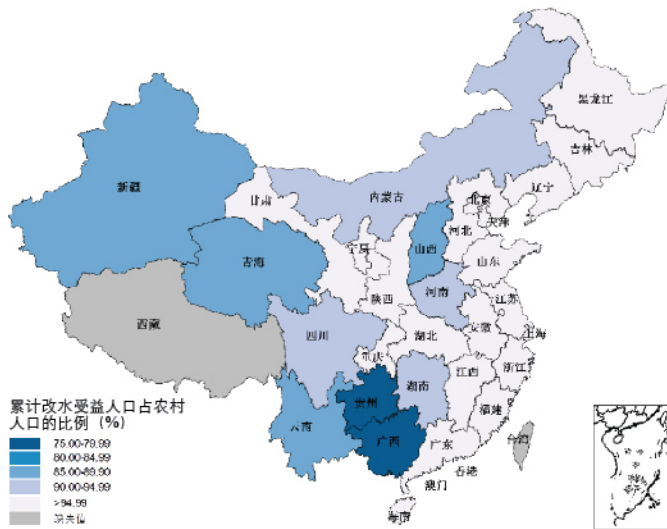 黑龙江
吉林
辽宁
新疆
甘肃
内蒙古
北京
天津
河北
山西
宁夏
青海
山东
陕西
河南
江苏
西藏
安徽
上海
四川
湖北
重庆
浙江
湖南
江西
贵州
福建
云南
广西
广东
台湾
香港
澳门
海南
累计改水受益人口占农村
人口的比例 (%)
75.00-79.99
80.00-84.99
85.00-89.90
90.00-94.99
>94.99
缺失值